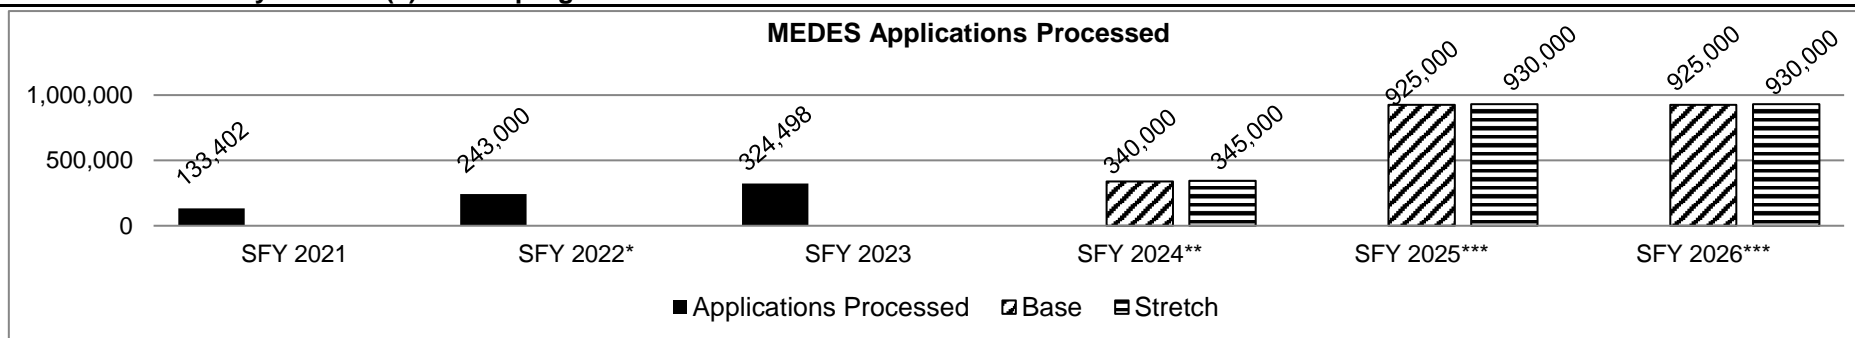 MEDES Applications Processed
1,000,000
500,000
0
133,402
243,000
324,498
340,000
345,000
925,000
930,000
925,000
930,000
SFY 2021
SFY 2022*
SFY 2023
SFY 2024**
SFY 2025***
SFY 2026***
Applications Processed
Base
Stretch